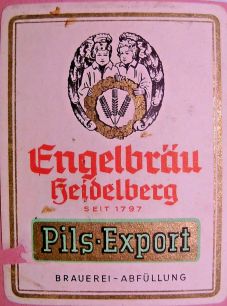 Engelbräu
Heidelberg
SEIT 1797
Pils-Export
BRAUEREI-ABFÜLLUNG